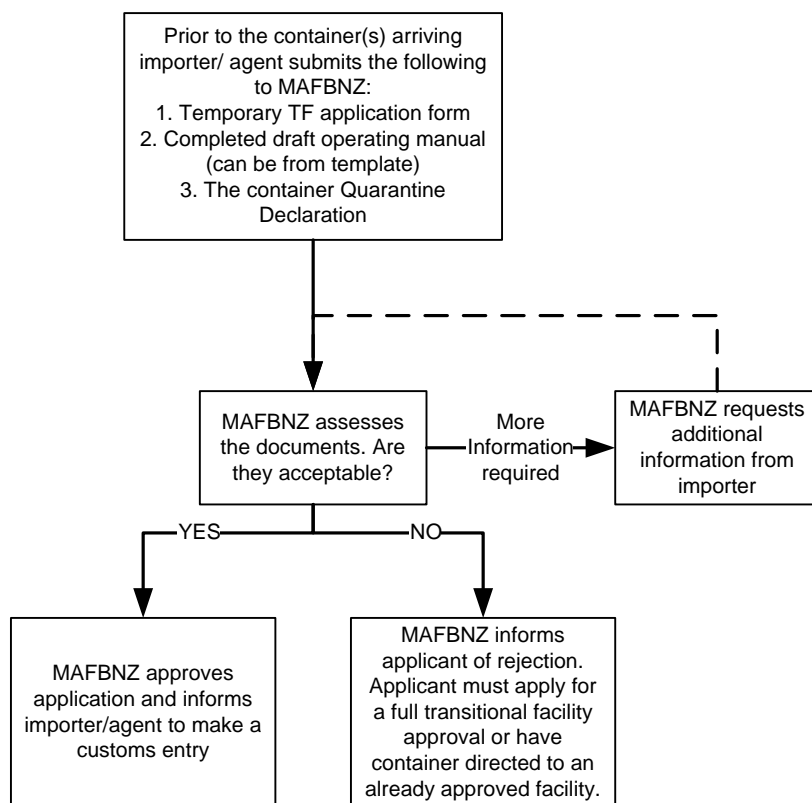 Prior to the container(s) arriving
importer/ agent submits the following
to MAFBNZ:
1. Temporary TF application form
2. Completed draft operating manual
(can be from template)
3. The container Quarantine
Declaration
MAFBNZ assesses
the documents. Are
they acceptable?
More
Information
required
MAFBNZ requests
additional
information from
importer
YES
NO
MAFBNZ approves
application and informs
importer/agent to make a
customs entry
MAFBNZ informs
applicant of rejection.
Applicant must apply for
a full transitional facility
approval or have
container directed to an
already approved facility.